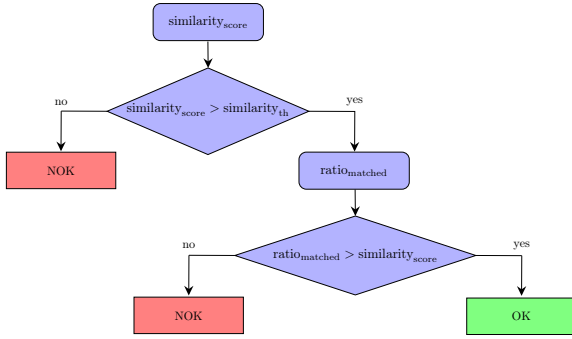 similarity_score
similarity_score > similarity_th
no
yes
NOK
ratio_matched
ratio_matched > similarity_score
no
yes
NOK
OK